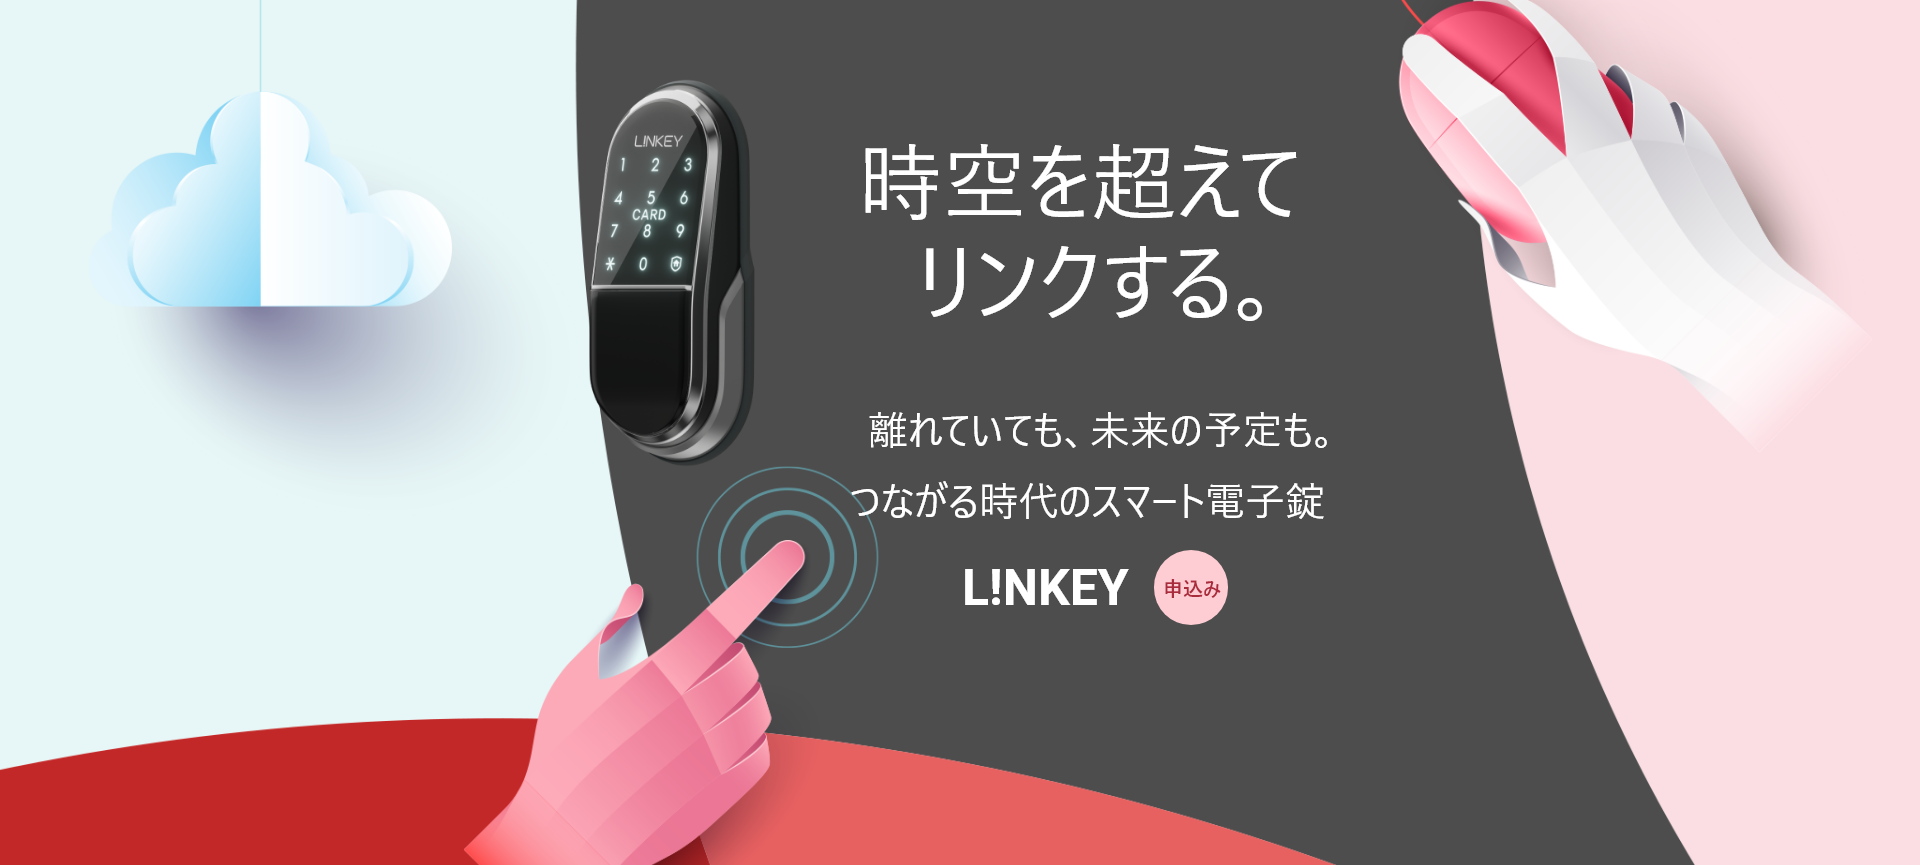 LINKEY
1 2 3
4 5 6
CARD
7 8 9
* 0
時空を超えて
リンクする。
離れていても、未来の予定も。
つながる時代のスマート電子錠
L!NKEY
申込み